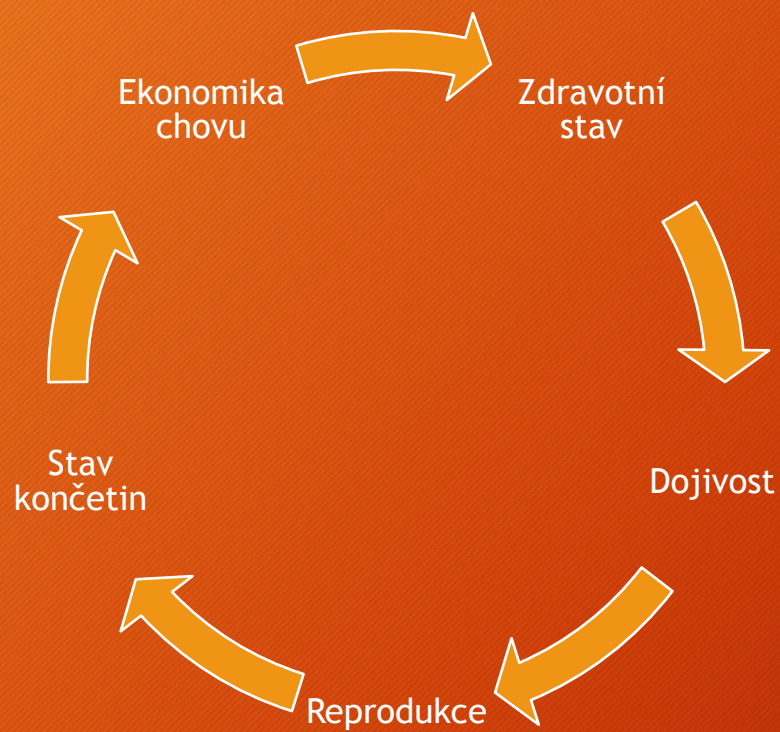 Ekonomika
chovu
Zdravotní
stav
Dojivost
Reprodukce
Stav
končetin